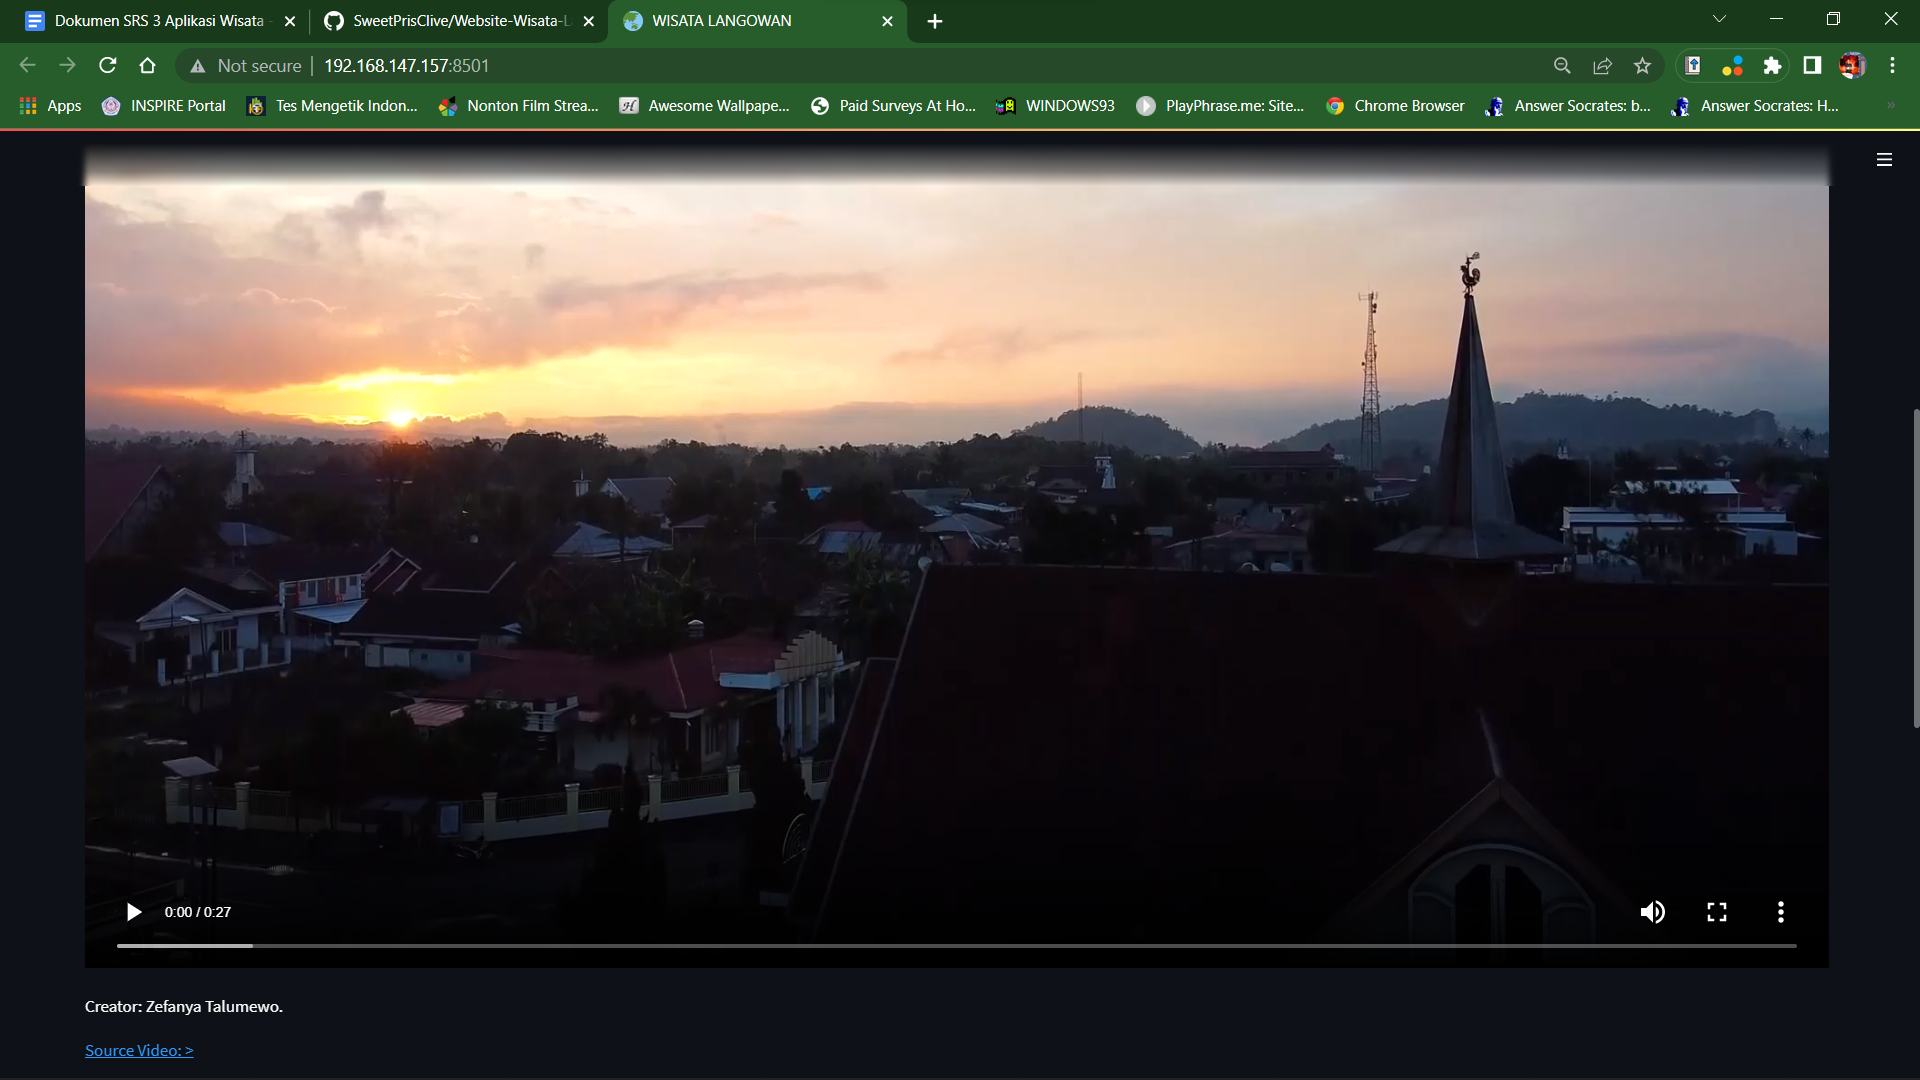 Dokumen SRS 3 Aplikasi Wisata -
SweetPrisClive/Website-Wisata-L
WISATA LANGOWAN
Not secure
192.168.147.157:8501
Apps
INSPIRE Portal
Tes Mengetik Indon...
Nonton Film Strea...
Awesome Wallpape...
Paid Surveys At Ho...
WINDOWS93
PlayPhrase.me: Site...
Chrome Browser
Answer Socrates: b...
Answer Socrates: H...
0:00 / 0:27
Creator: Zefanya Talumewo.
Source Video: >